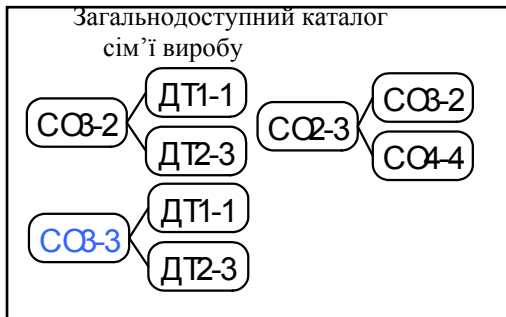 Загальнодоступний каталог
сім’ї виробу
СО3-2
ДТ1-1
ДТ2-3
СО2-3
СО3-2
СО4-4
СО3-3
ДТ1-1
ДТ2-3